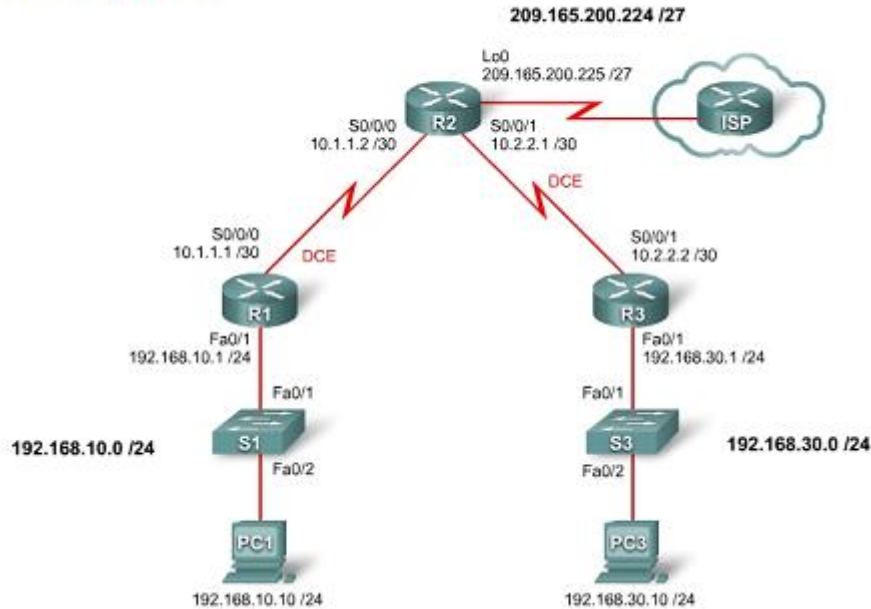 209.165.200.224 /27
Lo0
209.165.200.225 /27
R2
ISP
S0/0/0
10.1.1.2 /30
S0/0/1
10.2.2.1 /30
DCE
S0/0/0
10.1.1.1 /30
DCE
S0/0/1
10.2.2.2 /30
R1
R3
Fa0/1
192.168.10.1 /24
Fa0/1
192.168.30.1 /24
Fa0/1
Fa0/1
192.168.10.0 /24
S1
S3
192.168.30.0 /24
Fa0/2
Fa0/2
PC1
PC3
192.168.10.10 /24
192.168.30.10 /24